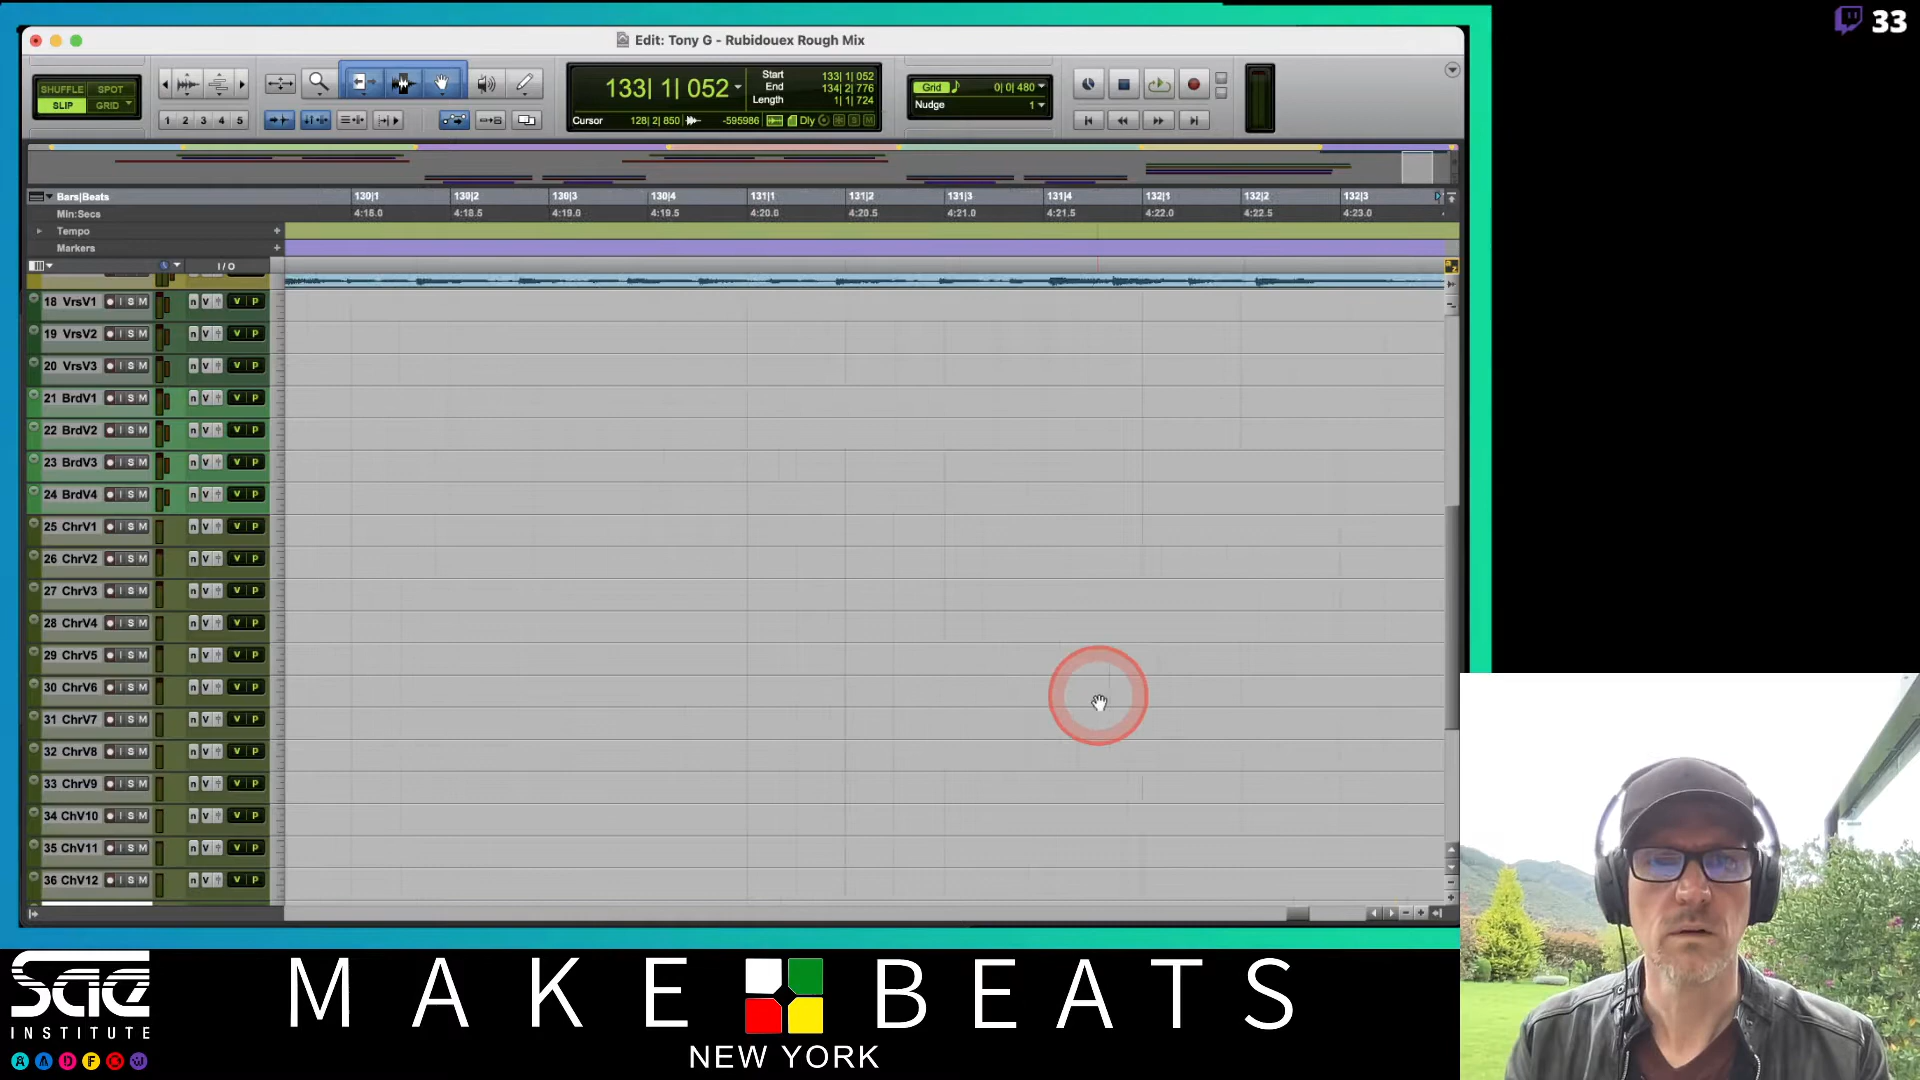 33
Edit: Tony G - Rubidouex Rough Mix
SHUFFLE SPOT
SLIP GRID
1 2 3 4 5
133| 1| 052
Start 133| 1| 052
End 134| 2| 776
Length 1| 1| 724
Cursor 128| 2| 850 -595986 Dly
Grid 0| 0| 480
Nudge 1
Bars|Beats 130|1 130|2 130|3 130|4 131|1 131|2 131|3 131|4 132|1 132|2 132|3
Min:Secs 4:18.0 4:18.5 4:19.0 4:19.5 4:20.0 4:20.5 4:21.0 4:21.5 4:22.0 4:22.5 4:23.0
Tempo +
Markers +
I / O
18 VrsV1 I S M n V V P
19 VrsV2 I S M n V V P
20 VrsV3 I S M n V V P
21 BrdV1 I S M n V V P
22 BrdV2 I S M n V V P
23 BrdV3 I S M n V V P
24 BrdV4 I S M n V V P
25 ChrV1 I S M n V V P
26 ChrV2 I S M n V V P
27 ChrV3 I S M n V V P
28 ChrV4 I S M n V V P
29 ChrV5 I S M n V V P
30 ChrV6 I S M n V V P
31 ChrV7 I S M n V V P
32 ChrV8 I S M n V V P
33 ChrV9 I S M n V V P
34 ChV10 I S M n V V P
35 ChV11 I S M n V V P
36 ChV12 I S M n V V P
sae
INSTITUTE
A A D F C W
MAKE BEATS
NEW YORK